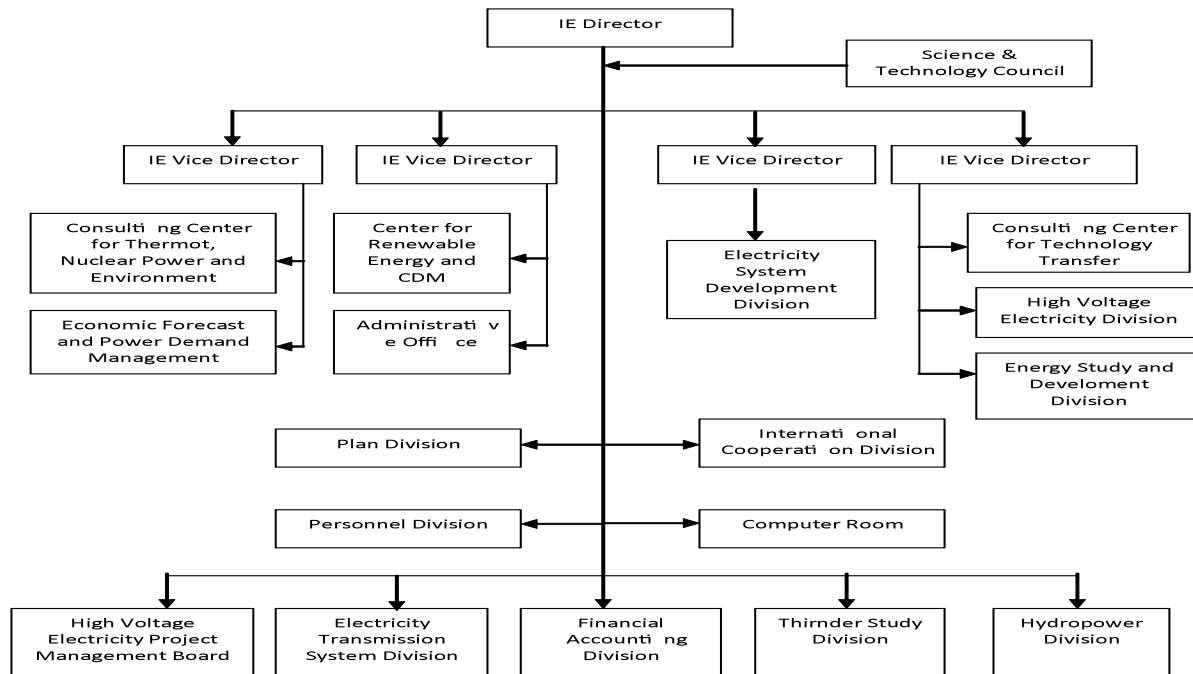 IE Director
Science &
Technology Council
IE Vice Director
IE Vice Director
IE Vice Director
IE Vice Director
Consulti ng Center
for Thermot,
Nuclear Power and
Environment
Center for
Renewable
Energy and
CDM
Electricity
System
Development
Division
Consulti ng Center
for Technology
Transfer
High Voltage
Electricity Division
Economic Forecast
and Power Demand
Management
Administrati v
e Offi ce
Energy Study and
Develoment
Division
Plan Division
Internati onal
Cooperati on Division
Personnel Division
Computer Room
High Voltage
Electricity Project
Management Board
Electricity
Transmission
System Division
Financial
Accounti ng
Division
Thirnder Study
Division
Hydropower
Division